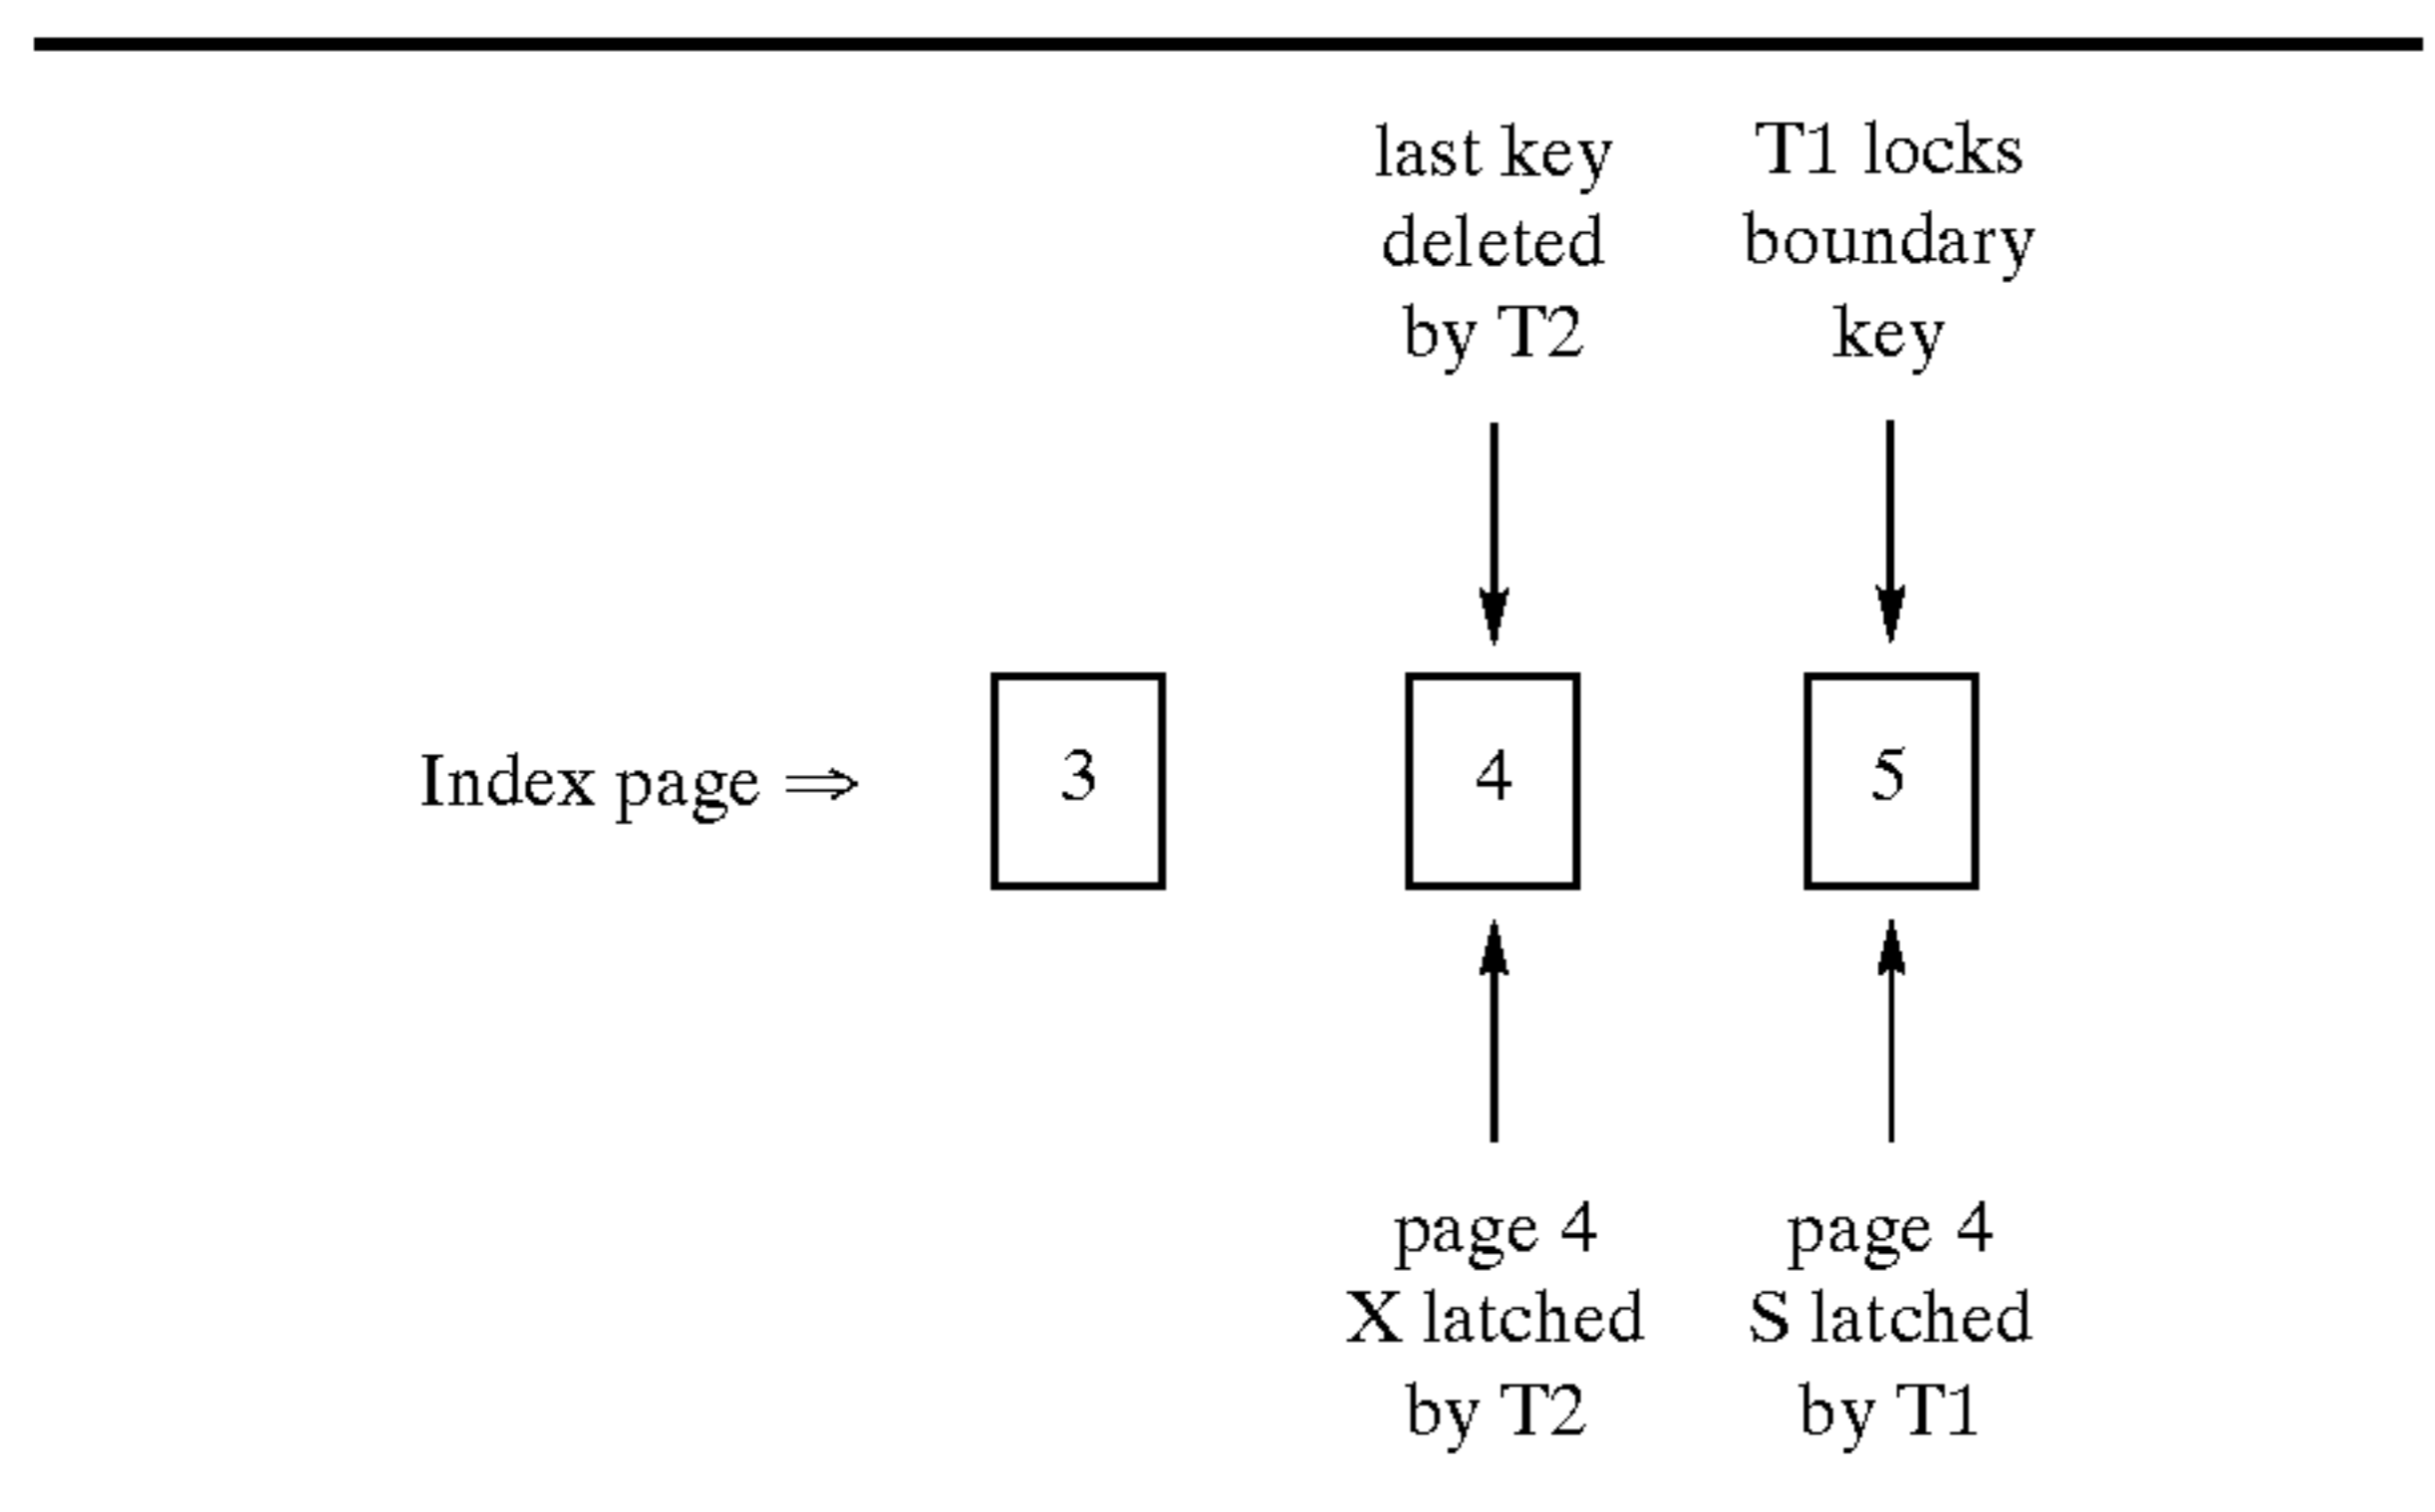 last key
deleted
by T2
T1 locks
boundary
key
Index page ⇒
3
4
5
page 4
X latched
by T2
page 4
S latched
by T1